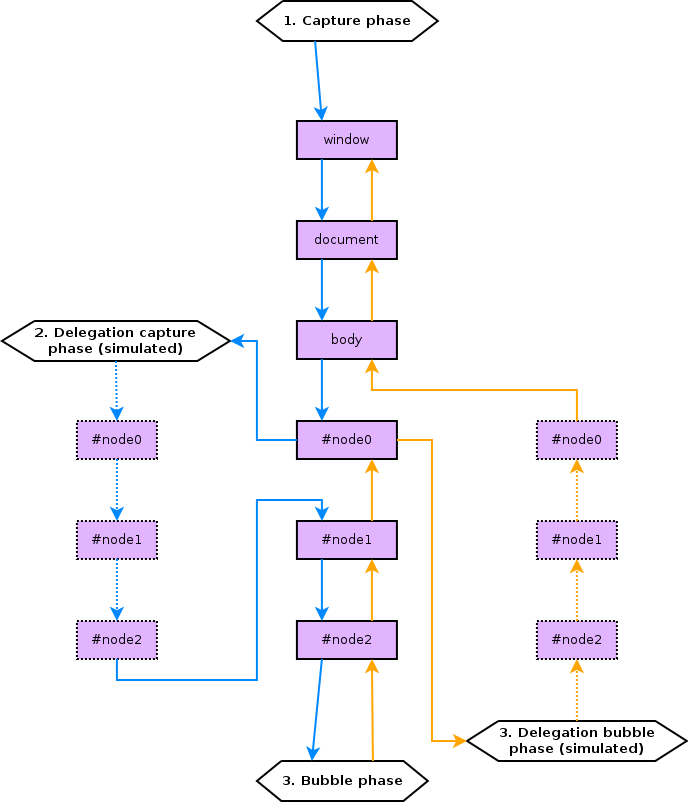 1. Capture phase
window
document
2. Delegation capture
phase (simulated)
body
#node0
#node0
#node0
#node1
#node1
#node1
#node2
#node2
#node2
3. Delegation bubble
phase (simulated)
3. Bubble phase